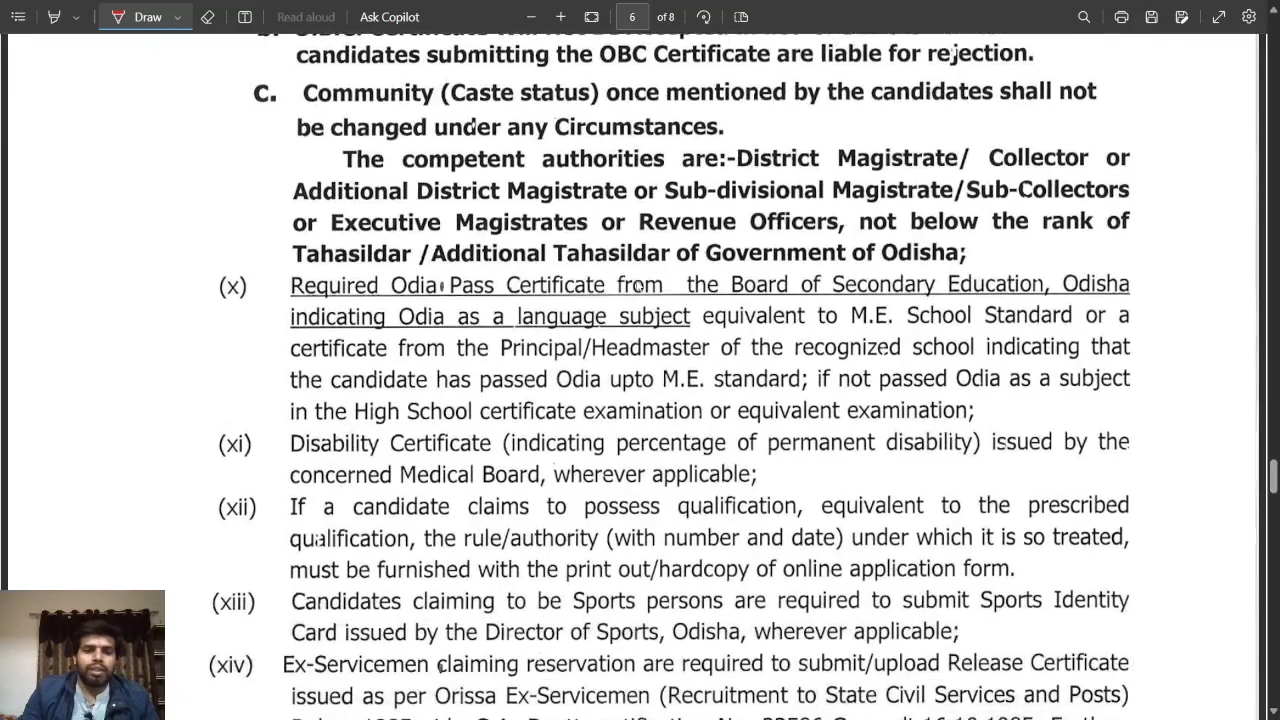 Draw
Read aloud
Ask Copilot
6 of 8
candidates submitting the OBC Certificate are liable for rejection.
C. Community (Caste status) once mentioned by the candidates shall not
be changed under any Circumstances.
The competent authorities are:-District Magistrate/ Collector or
Additional District Magistrate or Sub-divisional Magistrate/Sub-Collectors
or Executive Magistrates or Revenue Officers, not below the rank of
Tahasildar /Additional Tahasildar of Government of Odisha;
(x) Required Odia Pass Certificate from the Board of Secondary Education, Odisha
indicating Odia as a language subject equivalent to M.E. School Standard or a
certificate from the Principal/Headmaster of the recognized school indicating that
the candidate has passed Odia upto M.E. standard; if not passed Odia as a subject
in the High School certificate examination or equivalent examination;
(xi) Disability Certificate (indicating percentage of permanent disability) issued by the
concerned Medical Board, wherever applicable;
(xii) If a candidate claims to possess qualification, equivalent to the prescribed
qualification, the rule/authority (with number and date) under which it is so treated,
must be furnished with the print out/hardcopy of online application form.
(xiii) Candidates claiming to be Sports persons are required to submit Sports Identity
Card issued by the Director of Sports, Odisha, wherever applicable;
(xiv) Ex-Servicemen claiming reservation are required to submit/upload Release Certificate
issued as per Orissa Ex-Servicemen (Recruitment to State Civil Services and Posts)